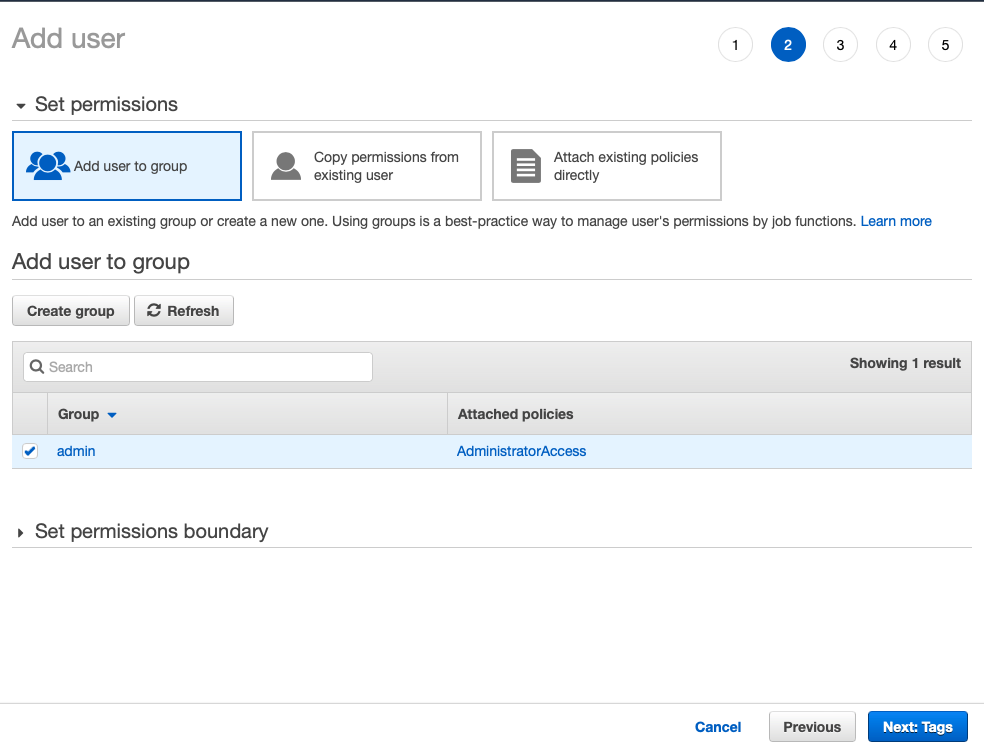 Add user
1 2 3 4 5
Set permissions
Add user to group
Copy permissions from
existing user
Attach existing policies
directly
Add user to an existing group or create a new one. Using groups is a best-practice way to manage user's permissions by job functions. Learn more
Add user to group
Create group Refresh
Search Showing 1 result
Group Attached policies
admin AdministratorAccess
Set permissions boundary
Cancel Previous Next: Tags